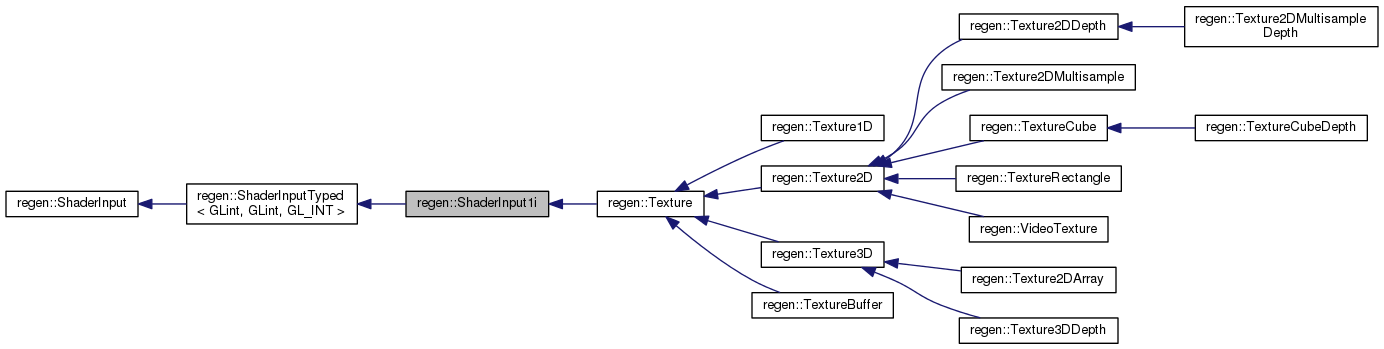 regen::ShaderInput
regen::ShaderInputTyped
< GLint, GLint, GL_INT >
regen::ShaderInput1i
regen::Texture
regen::Texture1D
regen::Texture2D
regen::Texture3D
regen::TextureBuffer
regen::Texture2DDepth
regen::Texture2DMultisample
regen::TextureCube
regen::TextureRectangle
regen::VideoTexture
regen::Texture2DArray
regen::Texture3DDepth
regen::Texture2DMultisample
Depth
regen::TextureCubeDepth